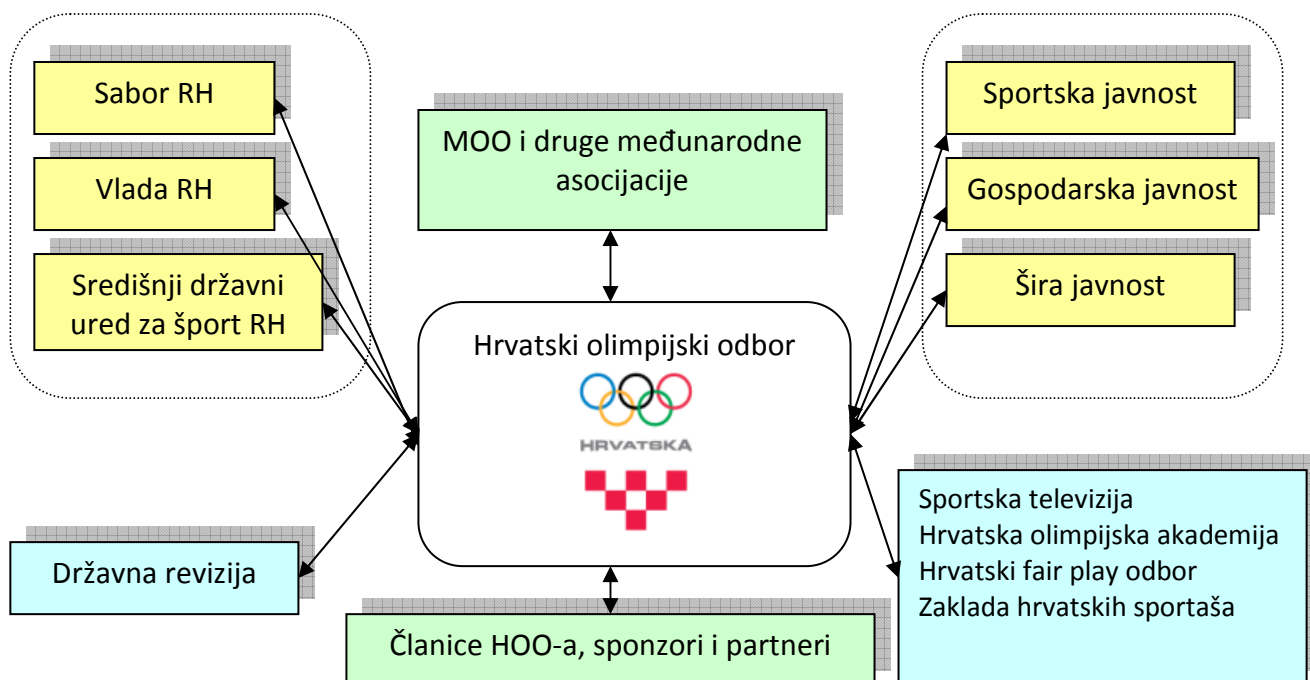 Sabor RH
Vlada RH
Središnji državni
ured za šport RH
MOO i druge međunarodne
asocijacije
Sportska javnost
Gospodarska javnost
Šira javnost
Hrvatski olimpijski odbor
HRVATSKA
Državna revizija
Članice HOO-a, sponzori i partneri
Sportska televizija
Hrvatska olimpijska akademija
Hrvatski fair play odbor
Zaklada hrvatskih sportaša